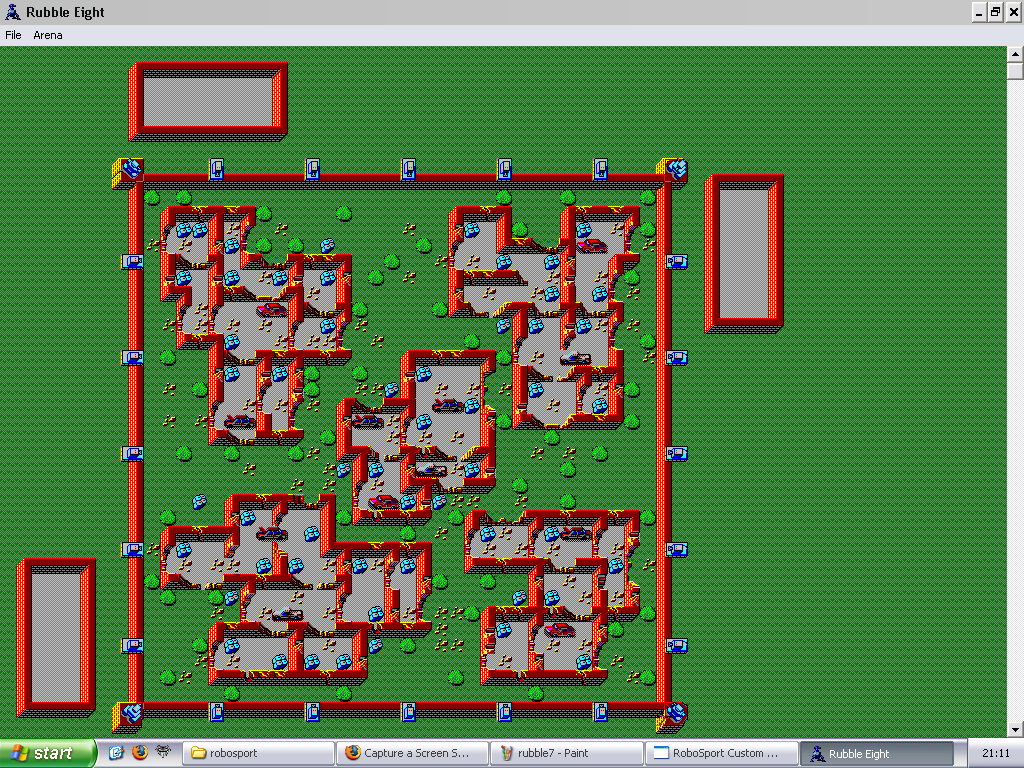 Rubble Eight
File Arena
start robosport Capture a Screen S... rubble7 - Paint RoboSport Custom ... Rubble Eight 21:11